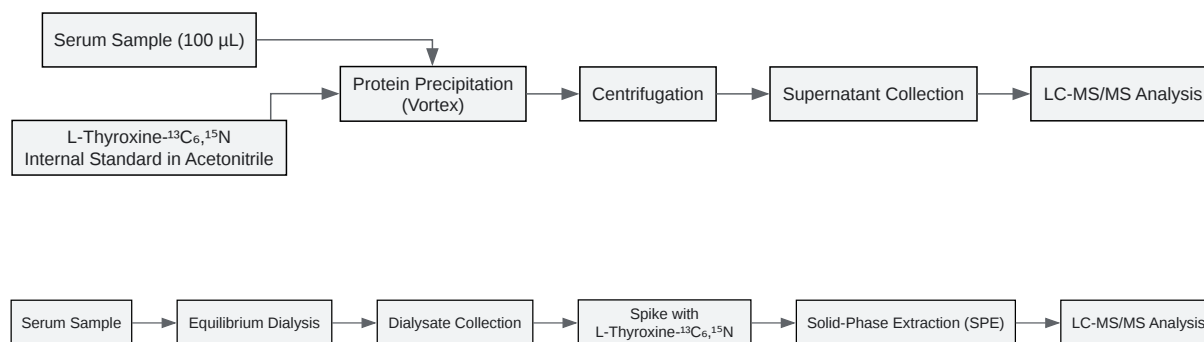 Serum Sample (100 µL)
L-Thyroxine-¹³C₆,¹⁵N
Internal Standard in Acetonitrile
Protein Precipitation
(Vortex)
Centrifugation
Supernatant Collection
LC-MS/MS Analysis
Serum Sample
Equilibrium Dialysis
Dialysate Collection
Spike with
L-Thyroxine-¹³C₆,¹⁵N
Solid-Phase Extraction (SPE)
LC-MS/MS Analysis